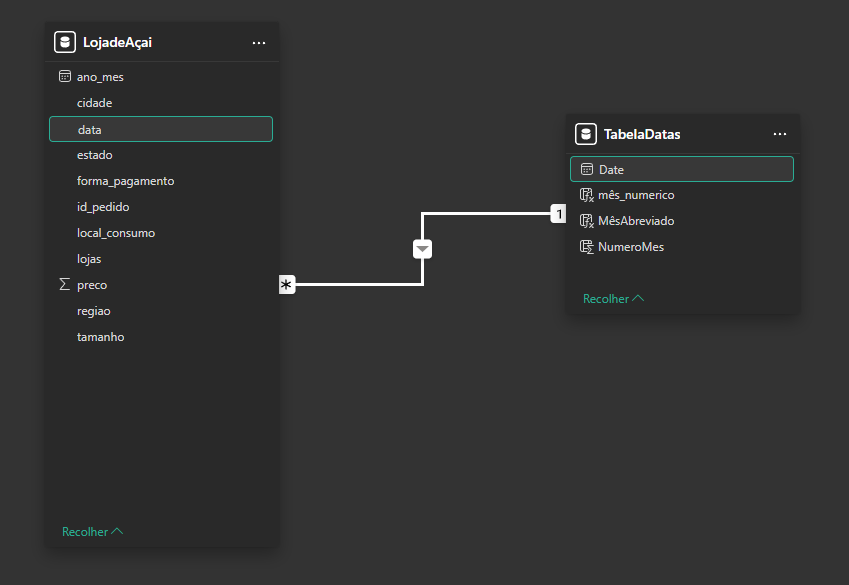 LojadeAçai
ano_mes
cidade
data
estado
forma_pagamento
id_pedido
local_consumo
lojas
preco
regiao
tamanho
Recolher
*
1
TabelaDatas
Date
mês_numerico
MêsAbreviado
NumeroMes
Recolher